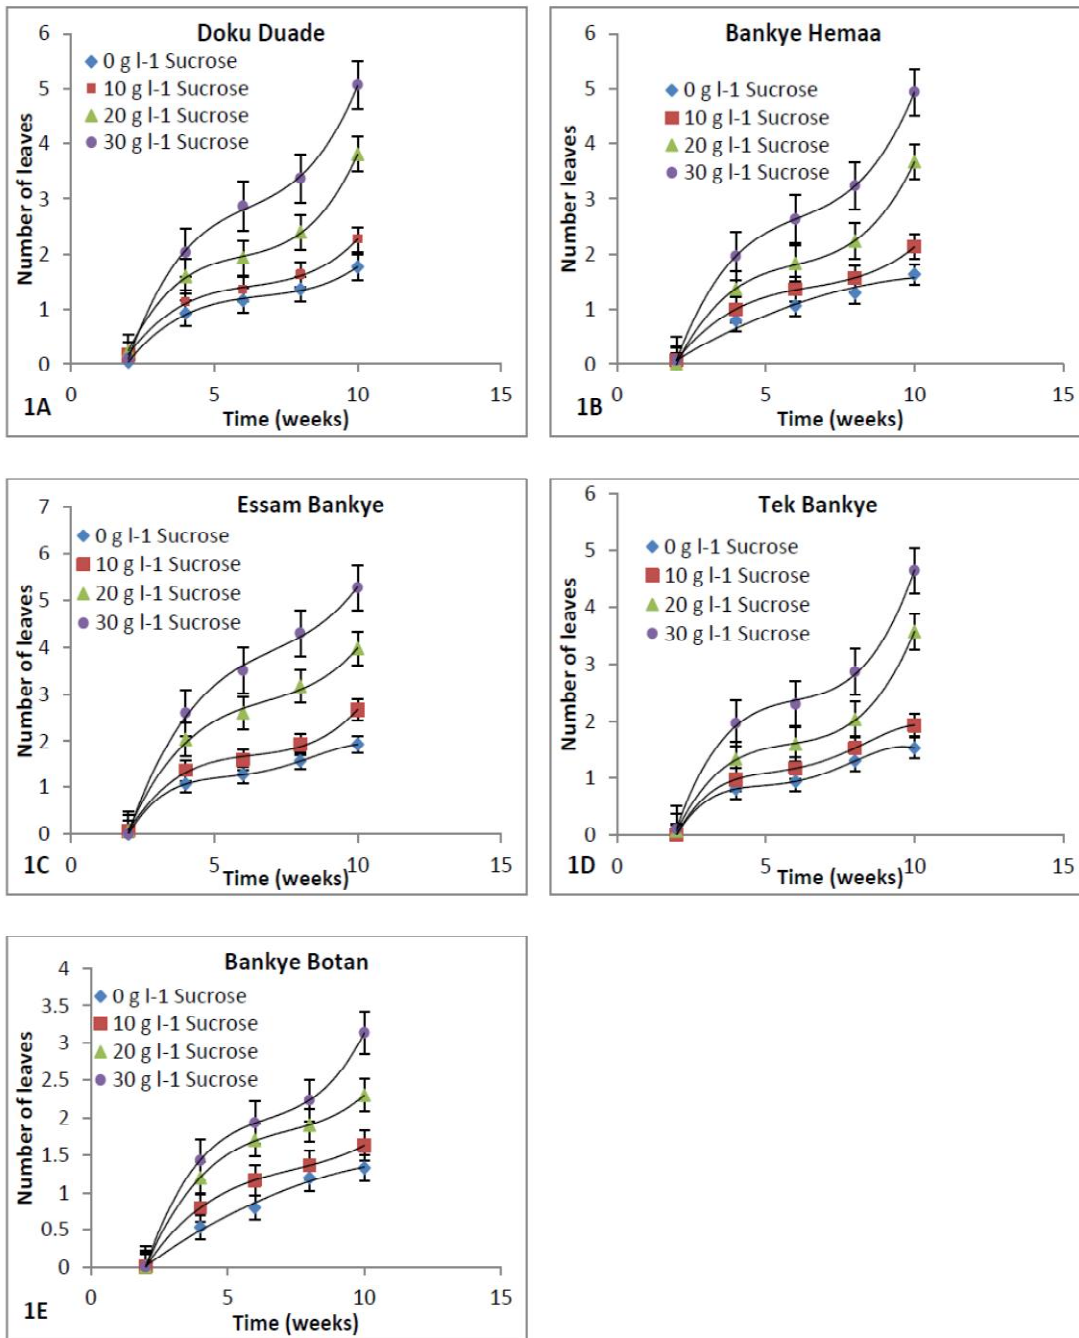 Doku Duade
0 g l-1 Sucrose
10 g l-1 Sucrose
20 g l-1 Sucrose
30 g l-1 Sucrose
Number of leaves
6
5
4
3
2
1
0
0 5 10 15
Time (weeks)
1A
Bankye Hemaa
0 g l-1 Sucrose
10 g l-1 Sucrose
20 g l-1 Sucrose
30 g l-1 Sucrose
Number leaves
6
5
4
3
2
1
0
0 5 10 15
Time (weeks)
1B
Essam Bankye
0 g l-1 Sucrose
10 g l-1 Sucrose
20 g l-1 Sucrose
30 g l-1 Sucrose
Number of leaves
7
6
5
4
3
2
1
0
0 5 10 15
Time (weeks)
1C
Tek Bankye
0 g l-1 Sucrose
10 g l-1 Sucrose
20 g l-1 Sucrose
30 g l-1 Sucrose
Number of leaves
6
5
4
3
2
1
0
0 5 10 15
Time (weeks)
1D
Bankye Botan
0 g l-1 Sucrose
10 g l-1 Sucrose
20 g l-1 Sucrose
30 g l-1 Sucrose
Number of leaves
4
3.5
3
2.5
2
1.5
1
0.5
0
0 5 10 15
Time (weeks)
1E